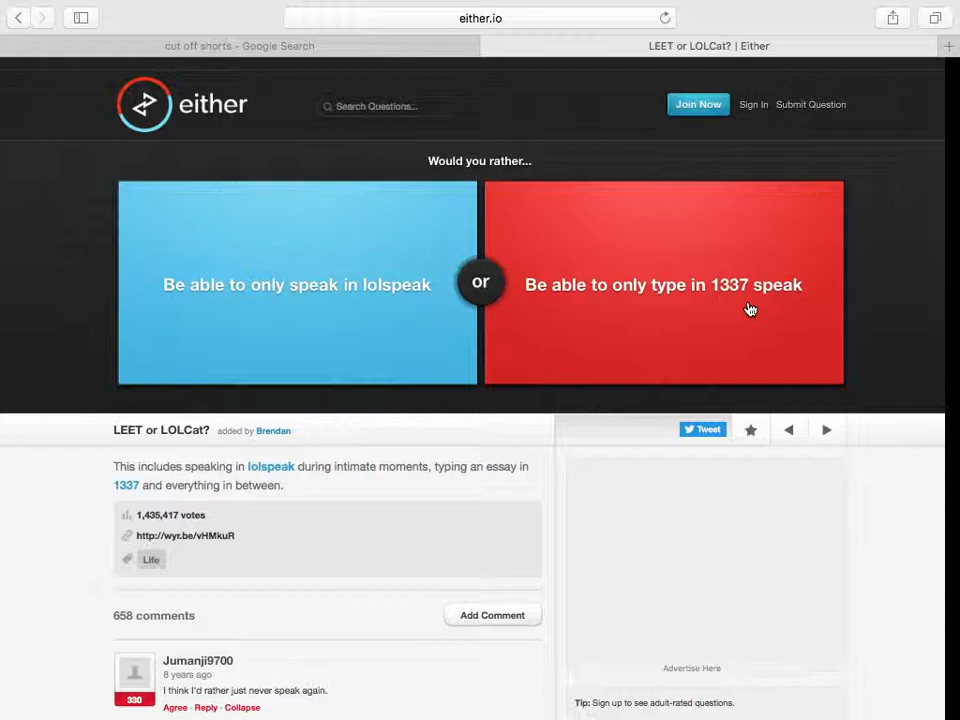 either.io
cut off shorts - Google Search
LEET or LOLCat? | Either
either
Search Questions...
Join Now
Sign In
Submit Question
Would you rather...
Be able to only speak in lolspeak
or
Be able to only type in 1337 speak
LEET or LOLCat? added by Brendan
Tweet
This includes speaking in lolspeak during intimate moments, typing an essay in
1337 and everything in between.
1,435,417 votes
http://wyr.be/vHMkuR
Life
658 comments
Add Comment
Jumanji9700
8 years ago
I think I'd rather just never speak again.
330
Agree - Reply - Collapse
Advertise Here
Tip: Sign up to see adult-rated questions.